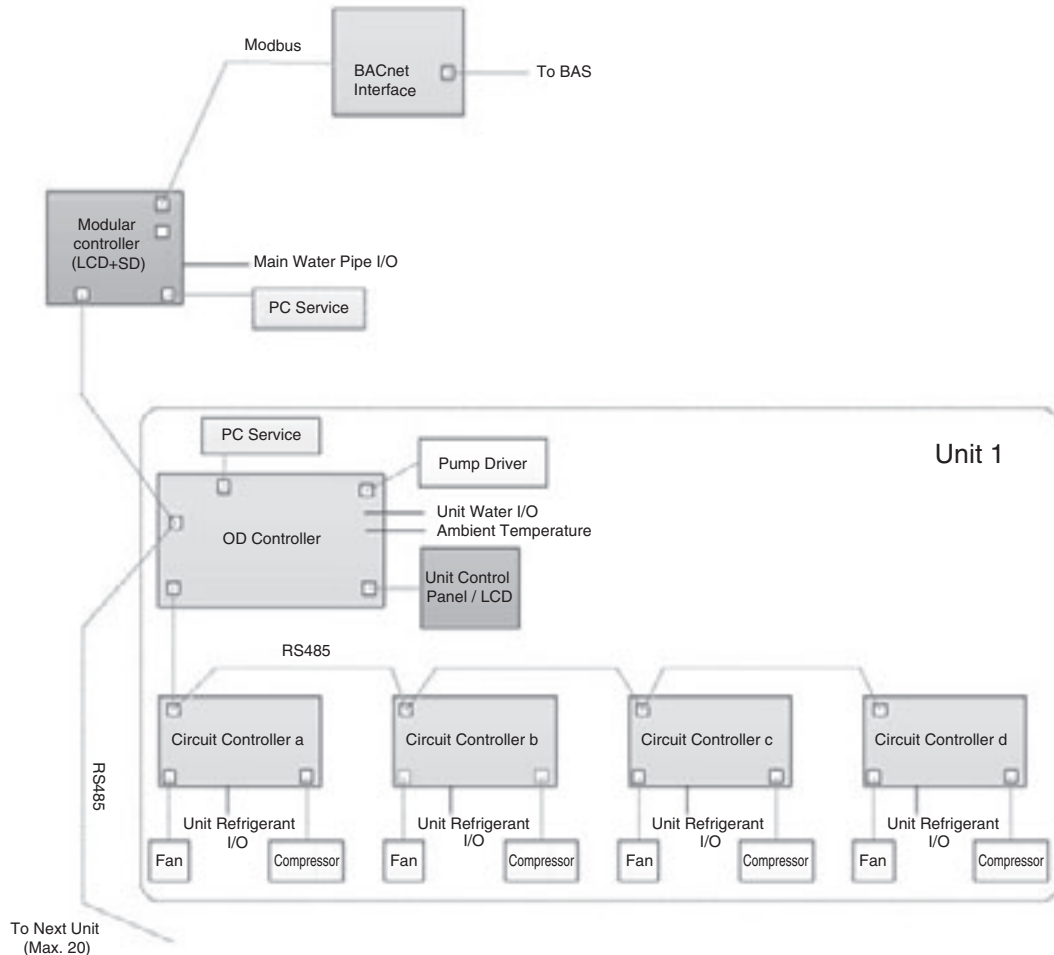 Modbus
BACnet
Interface
To BAS
Modular
controller
(LCD+SD)
Main Water Pipe I/O
PC Service
Unit 1
PC Service
Pump Driver
Unit Water I/O
Ambient Temperature
OD Controller
Unit Control
Panel / LCD
RS485
Circuit Controller a
Circuit Controller b
Circuit Controller c
Circuit Controller d
RS485
Unit Refrigerant
I/O
Unit Refrigerant
I/O
Unit Refrigerant
I/O
Unit Refrigerant
I/O
Fan
Compressor
Fan
Compressor
Fan
Compressor
Fan
Compressor
To Next Unit
(Max. 20)